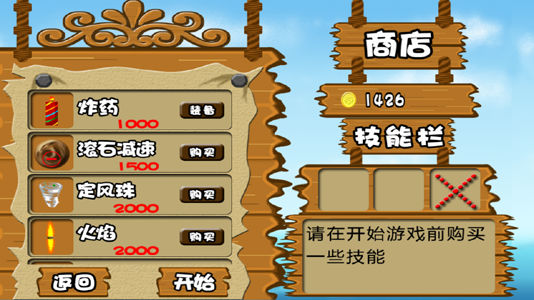 炸药
1000
装备
滚石减速
1500
购买
定风珠
2000
购买
火焰
2000
购买
返回
开始
商店
1426
技能栏
请在开始游戏前购买
一些技能